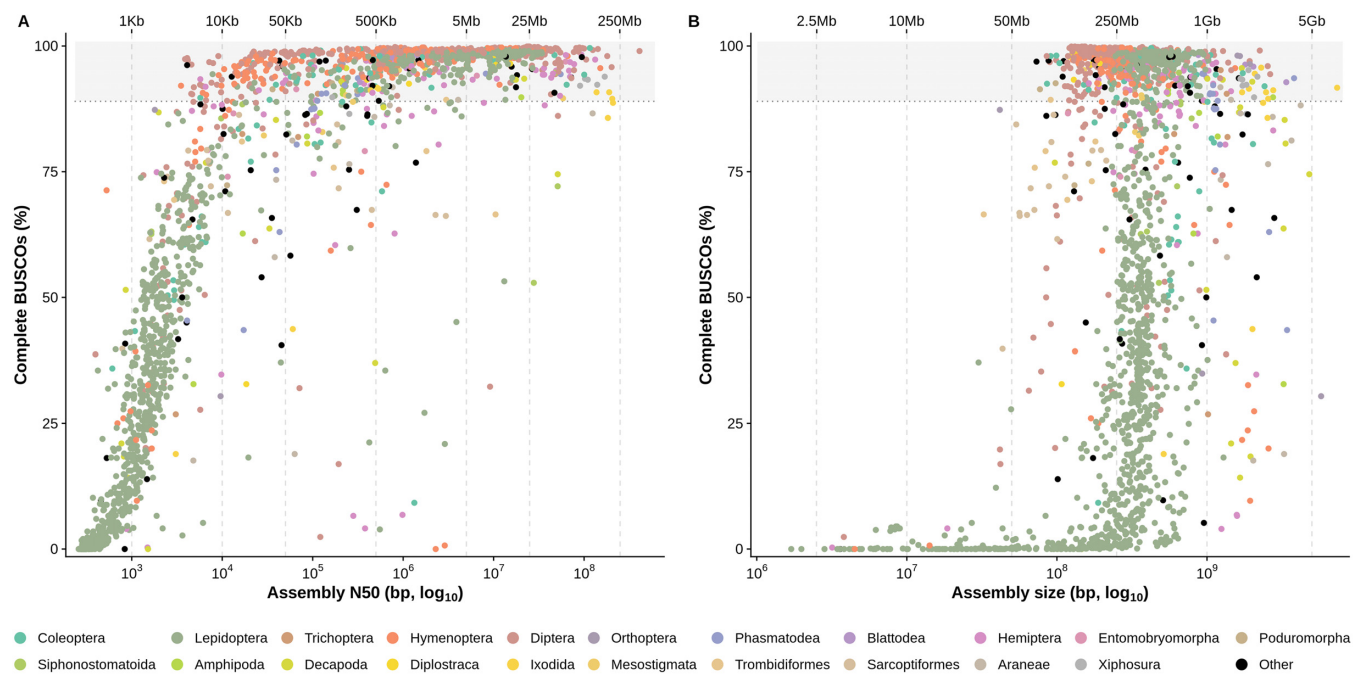 A 1Kb 10Kb 50Kb 500Kb 5Mb 25Mb 250Mb
B 2.5Mb 10Mb 50Mb 250Mb 1Gb 5Gb
Complete BUSCOs (%)
100
75
50
25
0
10³ 10⁴ 10⁵ 10⁶ 10⁷ 10⁸
Assembly N50 (bp, log₁₀)
Complete BUSCOs (%)
100
75
50
25
0
10⁶ 10⁷ 10⁸ 10⁹
Assembly size (bp, log₁₀)
Coleoptera Lepidoptera Trichoptera Hymenoptera Diptera Orthoptera Phasmatodea Blattodea Hemiptera Entomobryomorpha Poduromorpha
Siphonostomatoida Amphipoda Decapoda Diplostraca Ixodida Mesostigmata Trombidiformes Sarcoptiformes Araneae Xiphosura Other